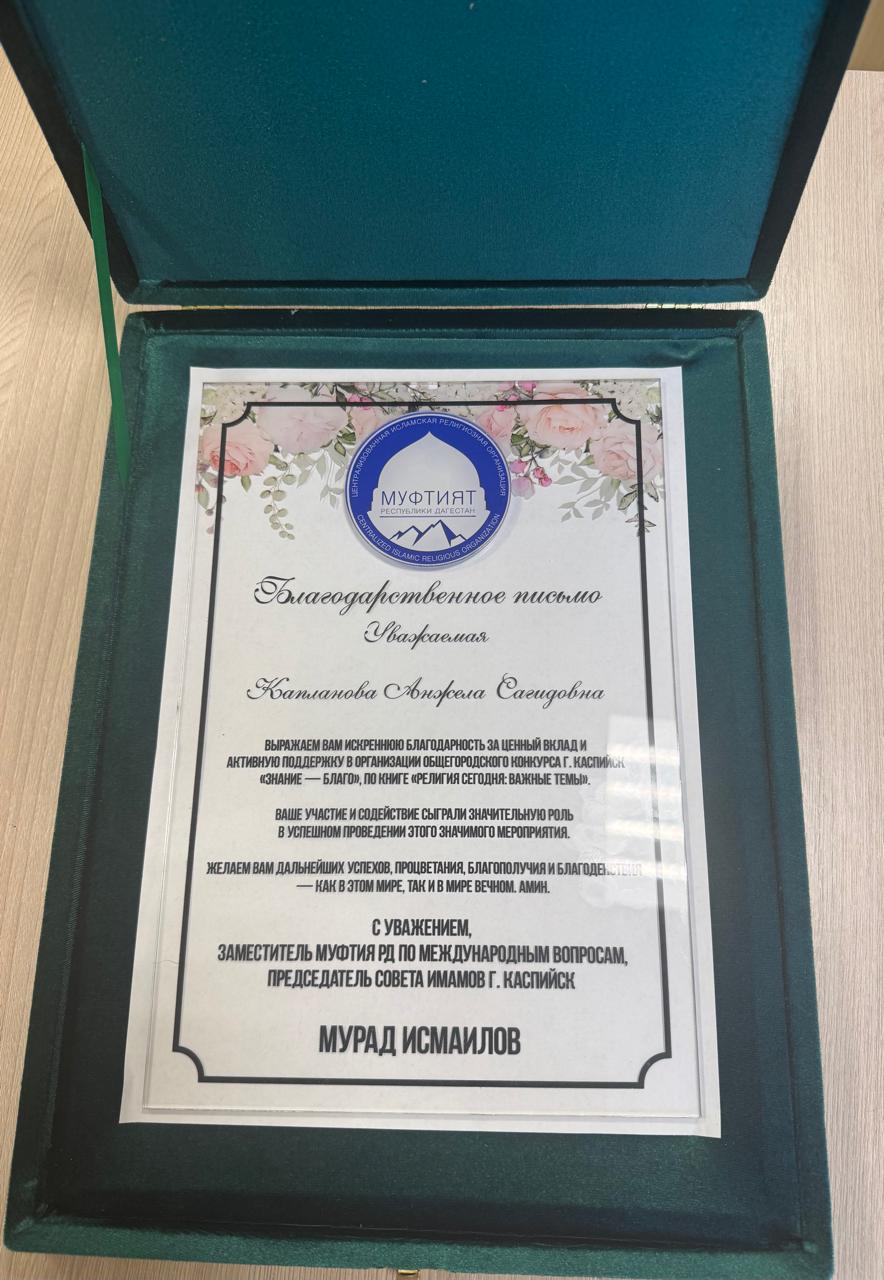 ЦЕНТРАЛИЗОВАННАЯ ИСЛАМСКАЯ РЕЛИГИОЗНАЯ ОРГАНИЗАЦИЯ
МУФТИЯТ
РЕСПУБЛИКИ ДАГЕСТАН
CENTRALIZED ISLAMIC RELIGIOUS ORGANIZATION
Благодарственное письмо
Уважаемая
Капланова Анжела Сагидовна
ВЫРАЖАЕМ ВАМ ИСКРЕННЮЮ БЛАГОДАРНОСТЬ ЗА ЦЕННЫЙ ВКЛАД И
АКТИВНУЮ ПОДДЕРЖКУ В ОРГАНИЗАЦИИ ОБЩЕГОРОДСКОГО КОНКУРСА Г. КАСПИЙСК
«ЗНАНИЕ — БЛАГО», ПО КНИГЕ «РЕЛИГИЯ СЕГОДНЯ: ВАЖНЫЕ ТЕМЫ».
ВАШЕ УЧАСТИЕ И СОДЕЙСТВИЕ СЫГРАЛИ ЗНАЧИТЕЛЬНУЮ РОЛЬ
В УСПЕШНОМ ПРОВЕДЕНИИ ЭТОГО ЗНАЧИМОГО МЕРОПРИЯТИЯ.
ЖЕЛАЕМ ВАМ ДАЛЬНЕЙШИХ УСПЕХОВ, ПРОЦВЕТАНИЯ, БЛАГОПОЛУЧИЯ И БЛАГОДЕНСТВИЯ
— КАК В ЭТОМ МИРЕ, ТАК И В МИРЕ ВЕЧНОМ. АМИН.
С УВАЖЕНИЕМ,
ЗАМЕСТИТЕЛЬ МУФТИЯ РД ПО МЕЖДУНАРОДНЫМ ВОПРОСАМ,
ПРЕДСЕДАТЕЛЬ СОВЕТА ИМАМОВ Г. КАСПИЙСК
МУРАД ИСМАИЛОВ